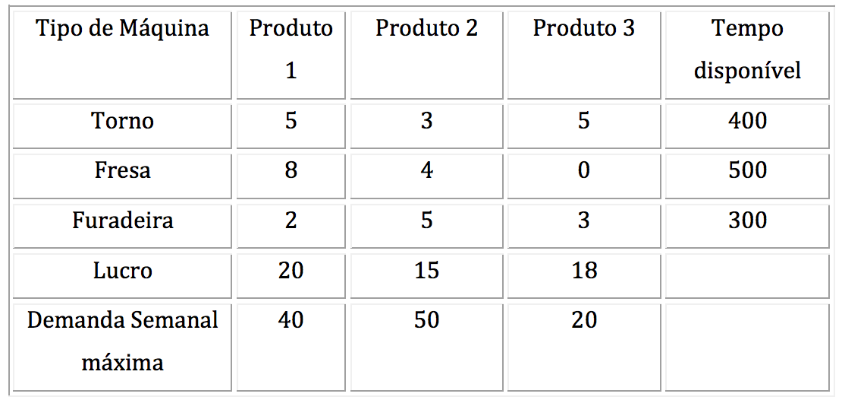 Tipo de Máquina Produto 1 Produto 2 Produto 3 Tempo disponível
Torno 5 3 5 400
Fresa 8 4 0 500
Furadeira 2 5 3 300
Lucro 20 15 18
Demanda Semanal máxima 40 50 20